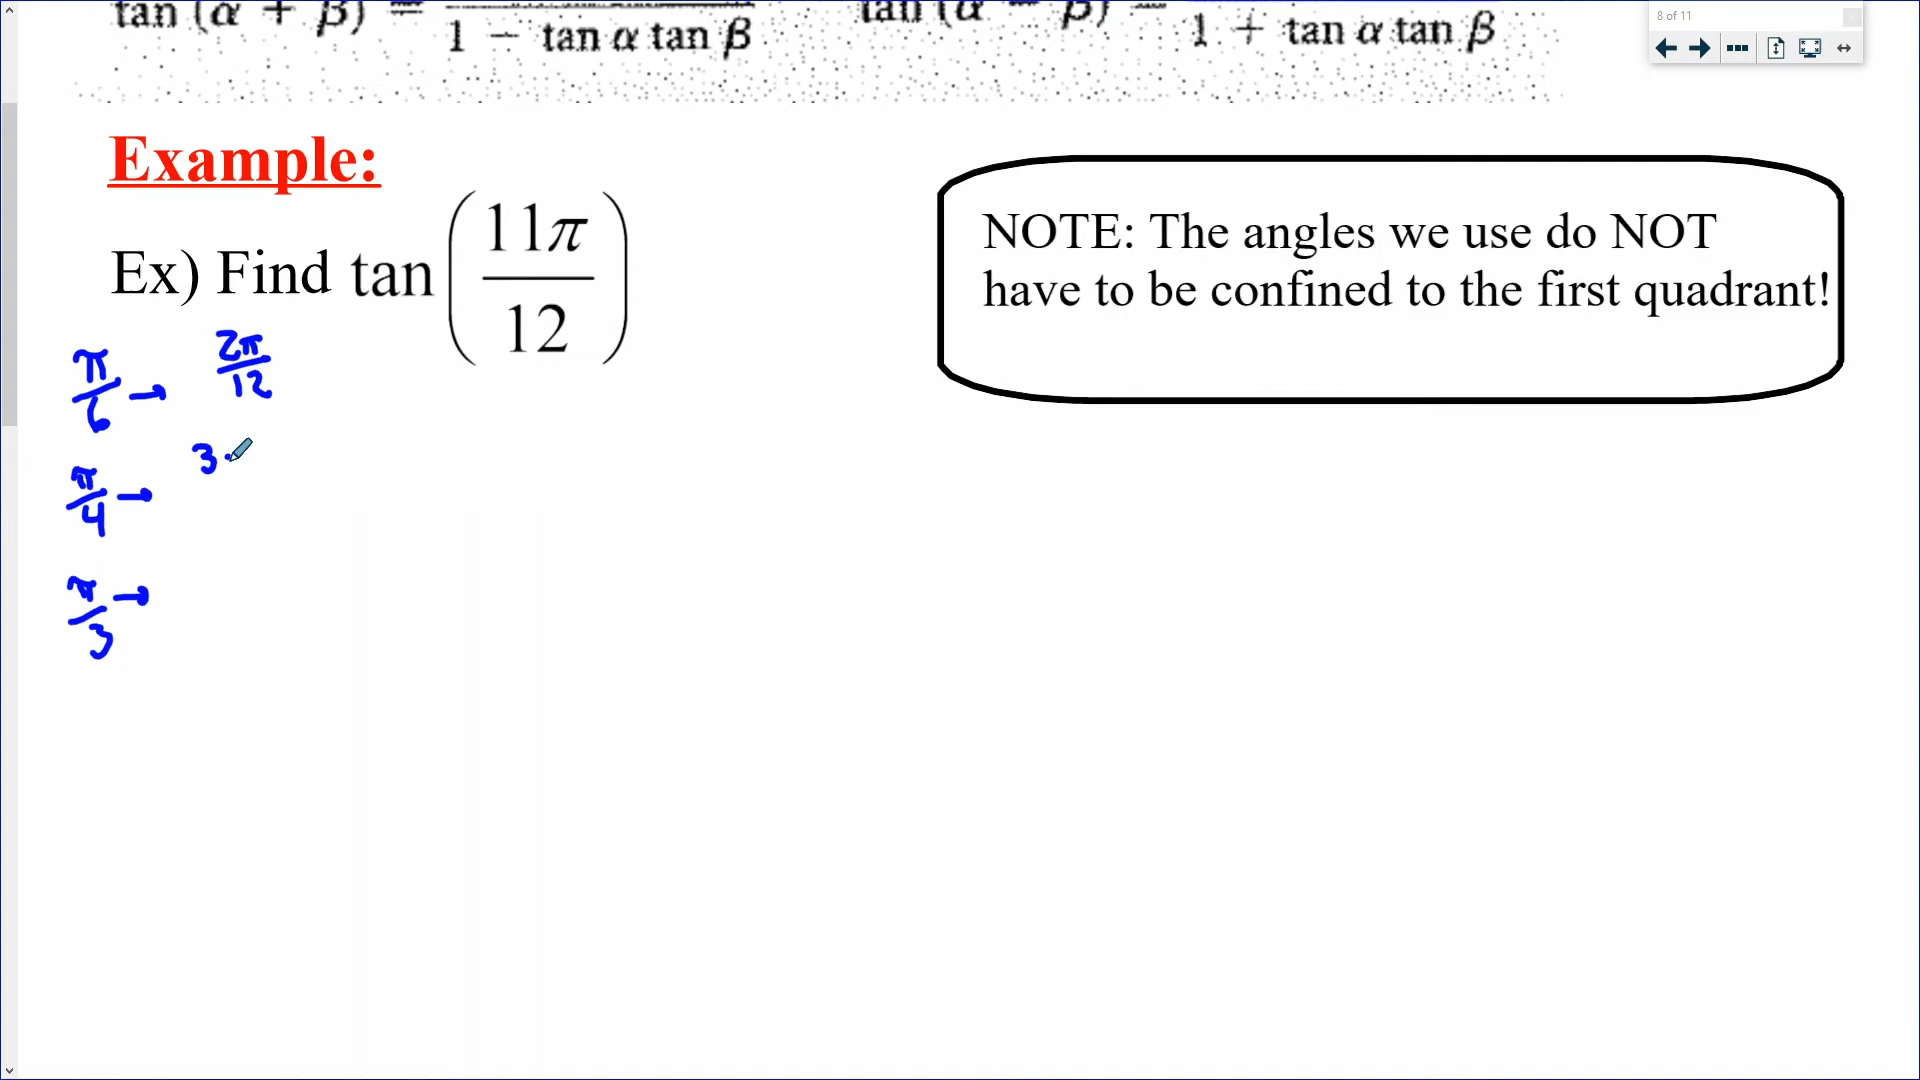 8 of 11
tan (α + β) =
1 − tan α tan β
tan (α − β) =
1 + tan α tan β
Example:
Ex) Find tan (11π/12)
NOTE: The angles we use do NOT
have to be confined to the first quadrant!
π/6 → 2π/12
π/4 → 3
π/3 →